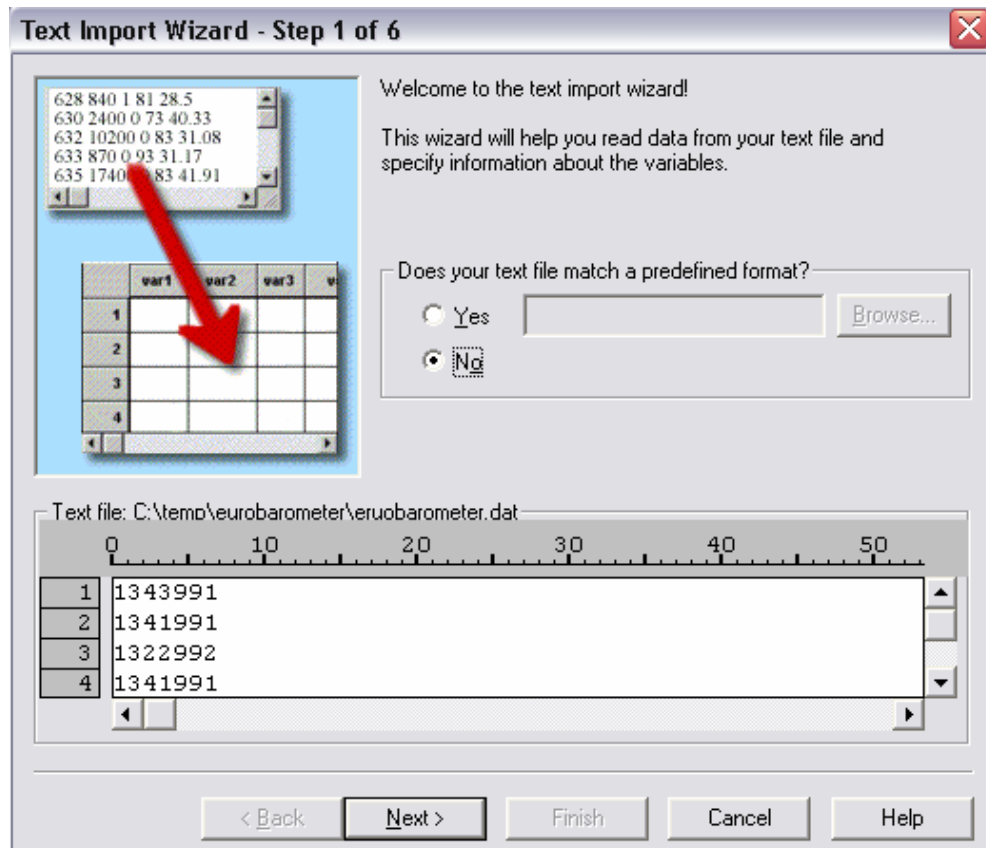 Text Import Wizard - Step 1 of 6
628 840 1 81 28.5
630 2400 0 73 40.33
632 10200 0 83 31.08
633 870 0 93 31.17
635 1740 83 41.91
var1 var2 var3 v
1
2
3
4
Welcome to the text import wizard!
This wizard will help you read data from your text file and
specify information about the variables.
Does your text file match a predefined format?
Yes Browse...
No
Text file: C:\temp\eurobarometer\eruobarometer.dat
0 10 20 30 40 50
1 1343991
2 1341991
3 1322992
4 1341991
< Back Next > Finish Cancel Help